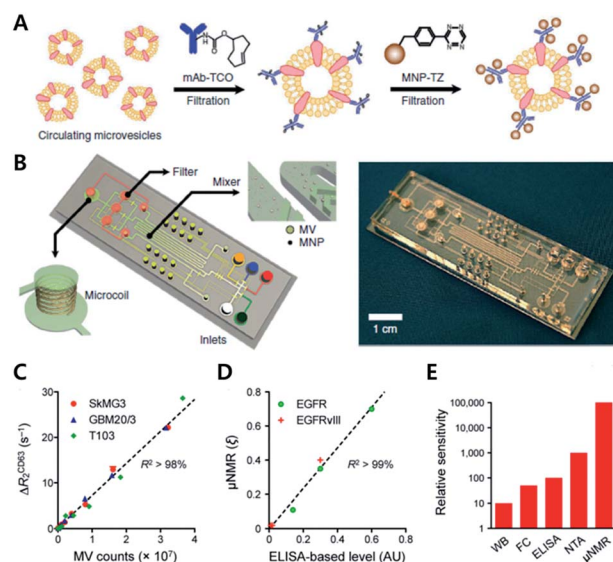 A
NH
O
O
mAb-TCO
Filtration
N=N
N=N
MNP-TZ
Filtration
Circulating microvesicles
B
Filter
Mixer
MV
MNP
Microcoil
Inlets
1 cm
C
SkMG3
GBM20/3
T103
R² > 98%
ΔR₂ᶜᴰ⁶³ (s⁻¹)
30
20
10
0
0 1 2 3 4
MV counts (× 10⁷)
D
EGFR
EGFRvIII
R² > 99%
µNMR (ξ)
0.8
0.6
0.4
0.2
0
0 0.2 0.4 0.6 0.8
ELISA-based level (AU)
E
Relative sensitivity
100,000
10,000
1,000
100
10
1
WB FC ELISA NTA µNMR